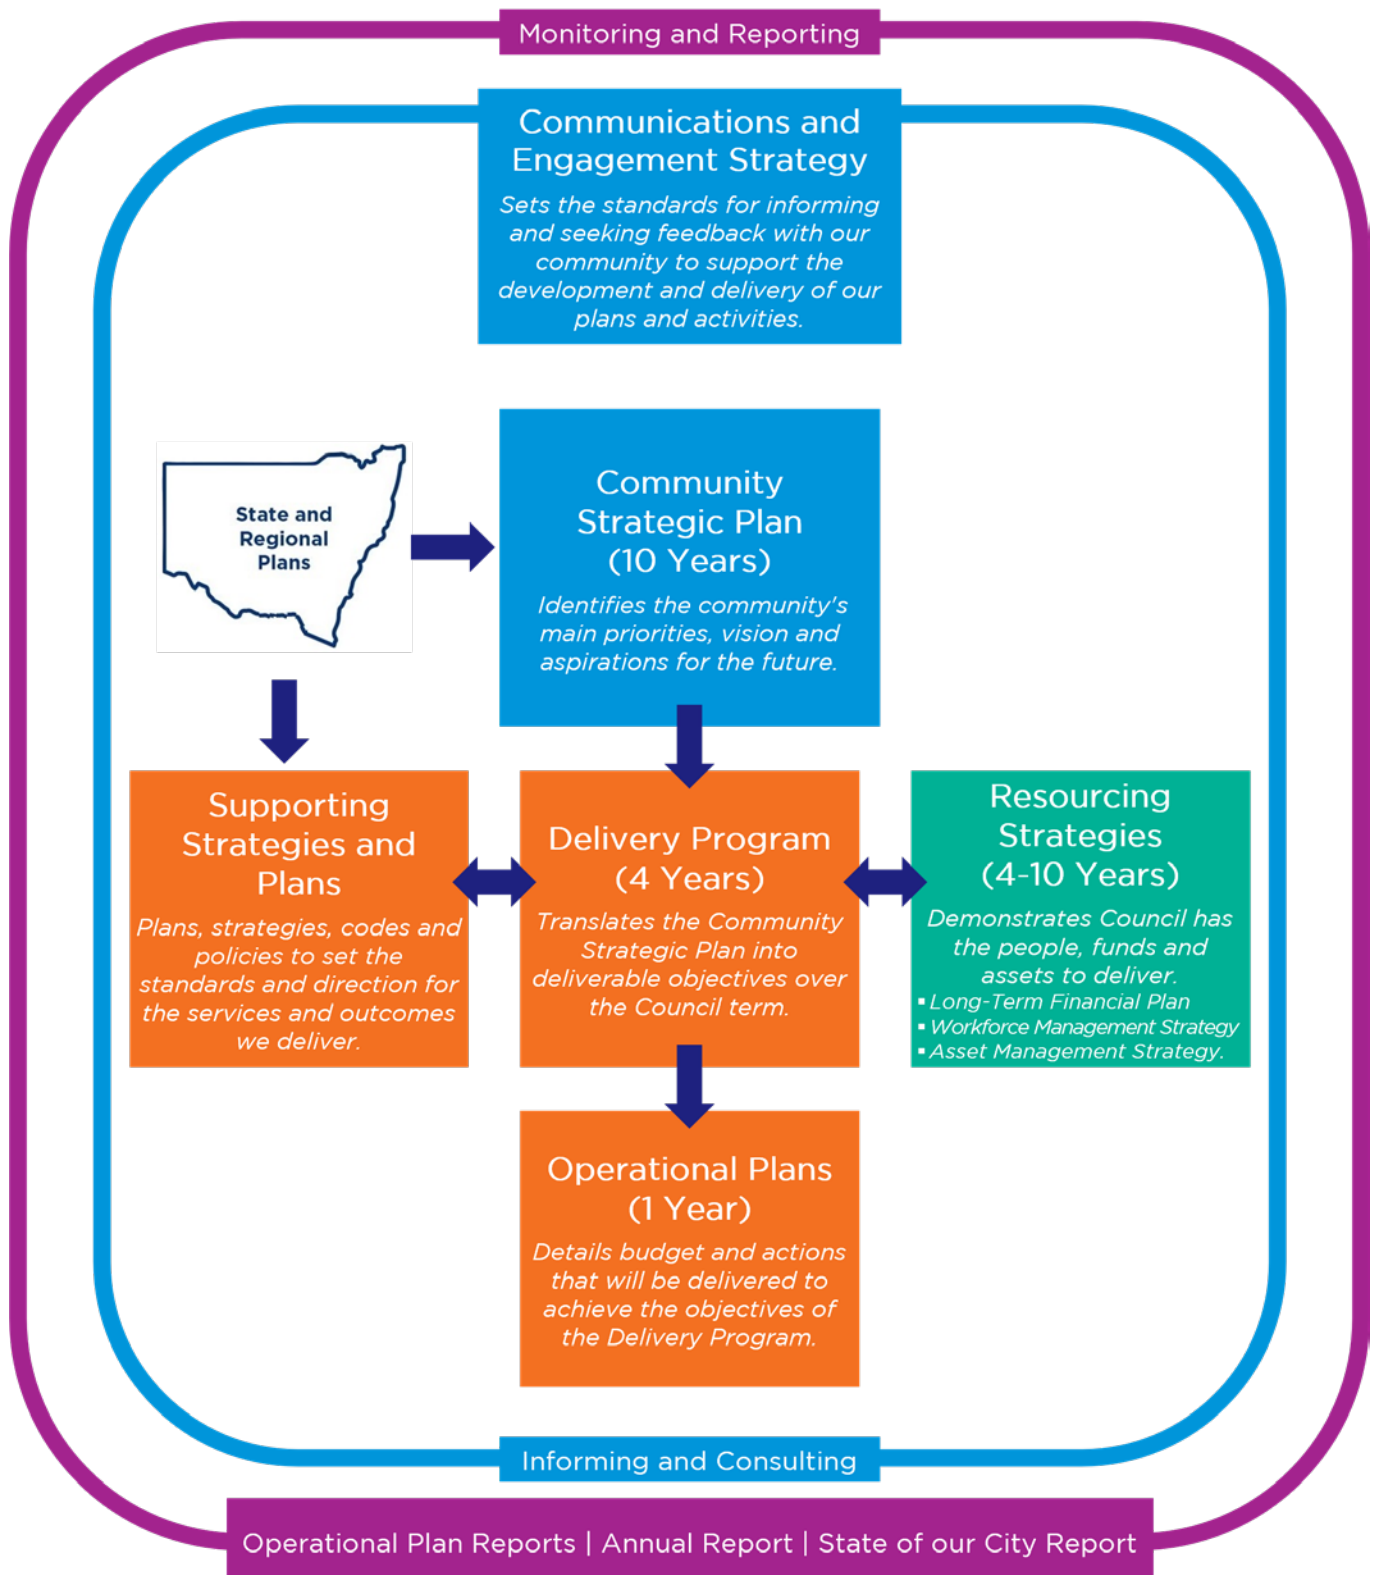 Monitoring and Reporting
Communications and
Engagement Strategy
Sets the standards for informing
and seeking feedback with our
community to support the
development and delivery of our
plans and activities.
State and
Regional
Plans
Community
Strategic Plan
(10 Years)
Identifies the community's
main priorities, vision and
aspirations for the future.
Supporting
Strategies and
Plans
Plans, strategies, codes and
policies to set the
standards and direction for
the services and outcomes
we deliver.
Delivery Program
(4 Years)
Translates the Community
Strategic Plan into
deliverable objectives over
the Council term.
Resourcing
Strategies
(4-10 Years)
Demonstrates Council has
the people, funds and
assets to deliver.
▪ Long-Term Financial Plan
▪ Workforce Management Strategy
▪ Asset Management Strategy.
Operational Plans
(1 Year)
Details budget and actions
that will be delivered to
achieve the objectives of
the Delivery Program.
Informing and Consulting
Operational Plan Reports | Annual Report | State of our City Report